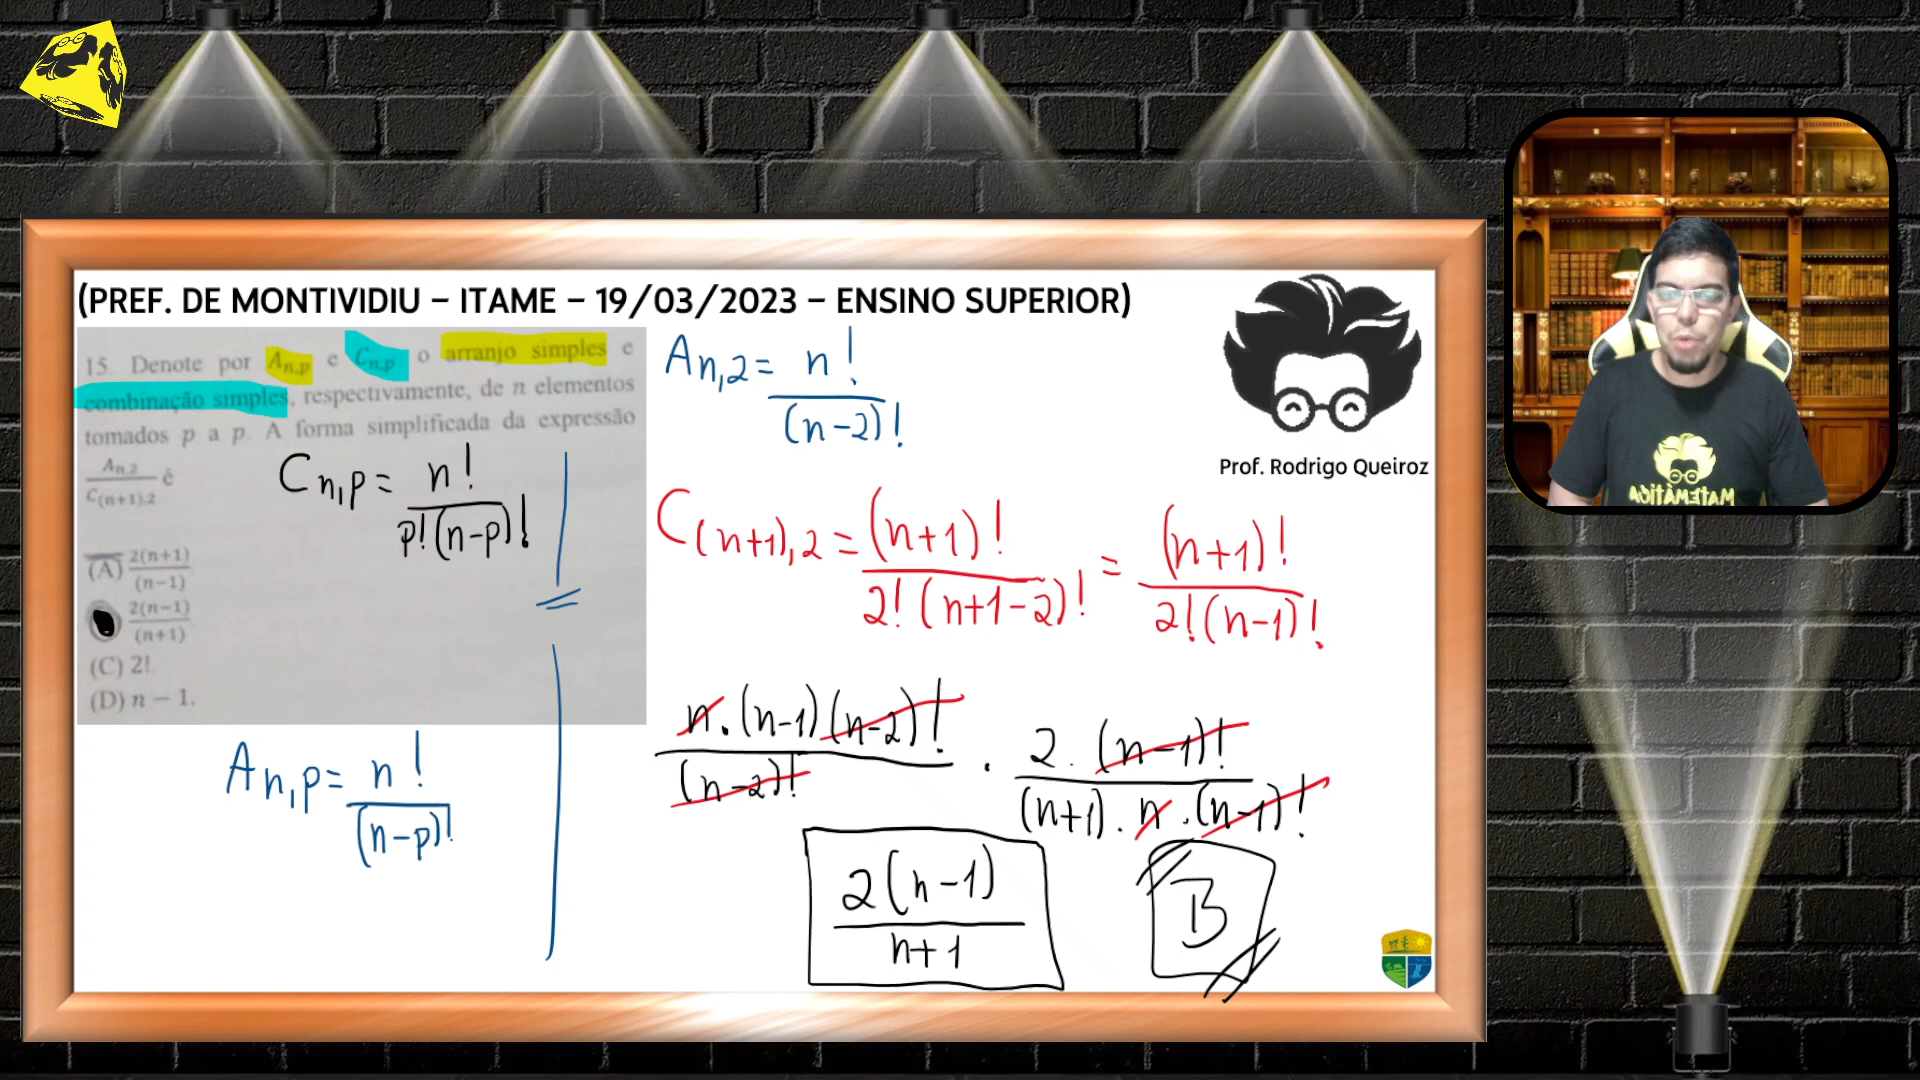 (PREF. DE MONTIVIDIU – ITAME – 19/03/2023 – ENSINO SUPERIOR)
15. Denote por Aₙ,ₚ e Cₙ,ₚ o arranjo simples e
combinação simples, respectivamente, de n elementos
tomados p a p. A forma simplificada da expressão
Aₙ,₂
C₍ₙ₊₁₎,₂ é
(A) 2(n+1)
(n−1)
2(n−1)
(n+1)
(C) 2!.
(D) n − 1.
Cn,p = n!
p!(n-p)!
An,p = n!
(n-p)!
An,2 = n!
(n-2)!
C(n+1),2 = (n+1)! = (n+1)!
2!(n+1-2)! 2!(n-1)!
n.(n-1)(n-2)! . 2.(n-1)!
(n-2)! (n+1).n.(n-1)!
2(n-1)
n+1
B
Prof. Rodrigo Queiroz
MATEMÁTICA